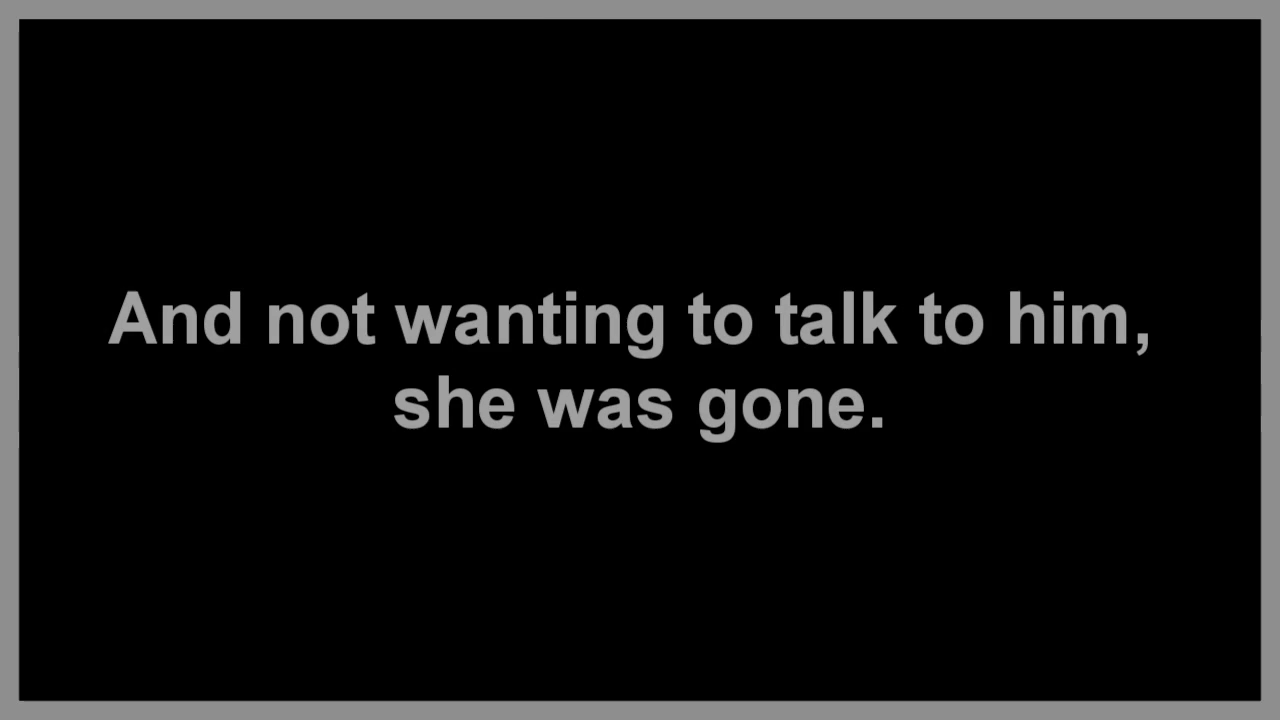 And not wanting to talk to him,
she was gone.